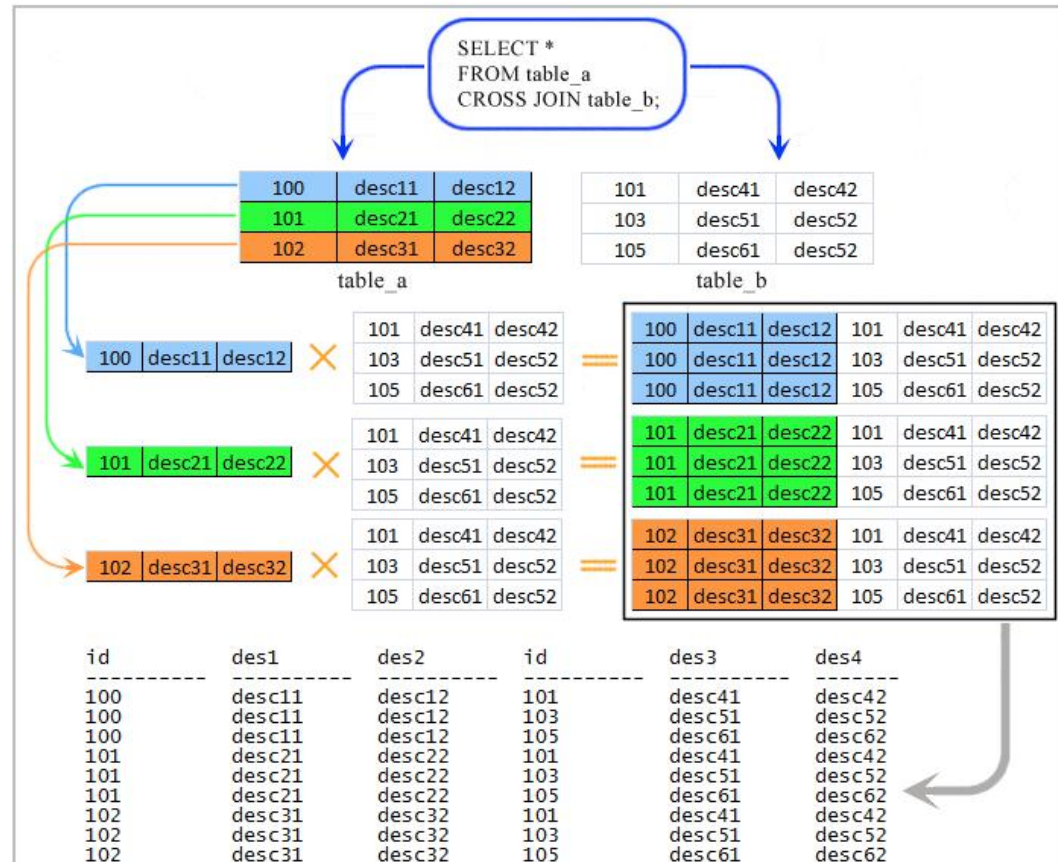 SELECT *
FROM table_a
CROSS JOIN table_b;
100 desc11 desc12
101 desc21 desc22
102 desc31 desc32
table_a
101 desc41 desc42
103 desc51 desc52
105 desc61 desc52
table_b
100 desc11 desc12 × 101 desc41 desc42 = 100 desc11 desc12 101 desc41 desc42
103 desc51 desc52 100 desc11 desc12 103 desc51 desc52
105 desc61 desc52 100 desc11 desc12 105 desc61 desc52
101 desc21 desc22 × 101 desc41 desc42 = 101 desc21 desc22 101 desc41 desc42
103 desc51 desc52 101 desc21 desc22 103 desc51 desc52
105 desc61 desc52 101 desc21 desc22 105 desc61 desc52
102 desc31 desc32 × 101 desc41 desc42 = 102 desc31 desc32 101 desc41 desc42
103 desc51 desc52 102 desc31 desc32 103 desc51 desc52
105 desc61 desc52 102 desc31 desc32 105 desc61 desc52
id des1 des2 id des3 des4
---------- ---------- ---------- ---------- ---------- -------
100 desc11 desc12 101 desc41 desc42
100 desc11 desc12 103 desc51 desc52
100 desc11 desc12 105 desc61 desc62
101 desc21 desc22 101 desc41 desc42
101 desc21 desc22 103 desc51 desc52
101 desc21 desc22 105 desc61 desc62
102 desc31 desc32 101 desc41 desc42
102 desc31 desc32 103 desc51 desc52
102 desc31 desc32 105 desc61 desc62